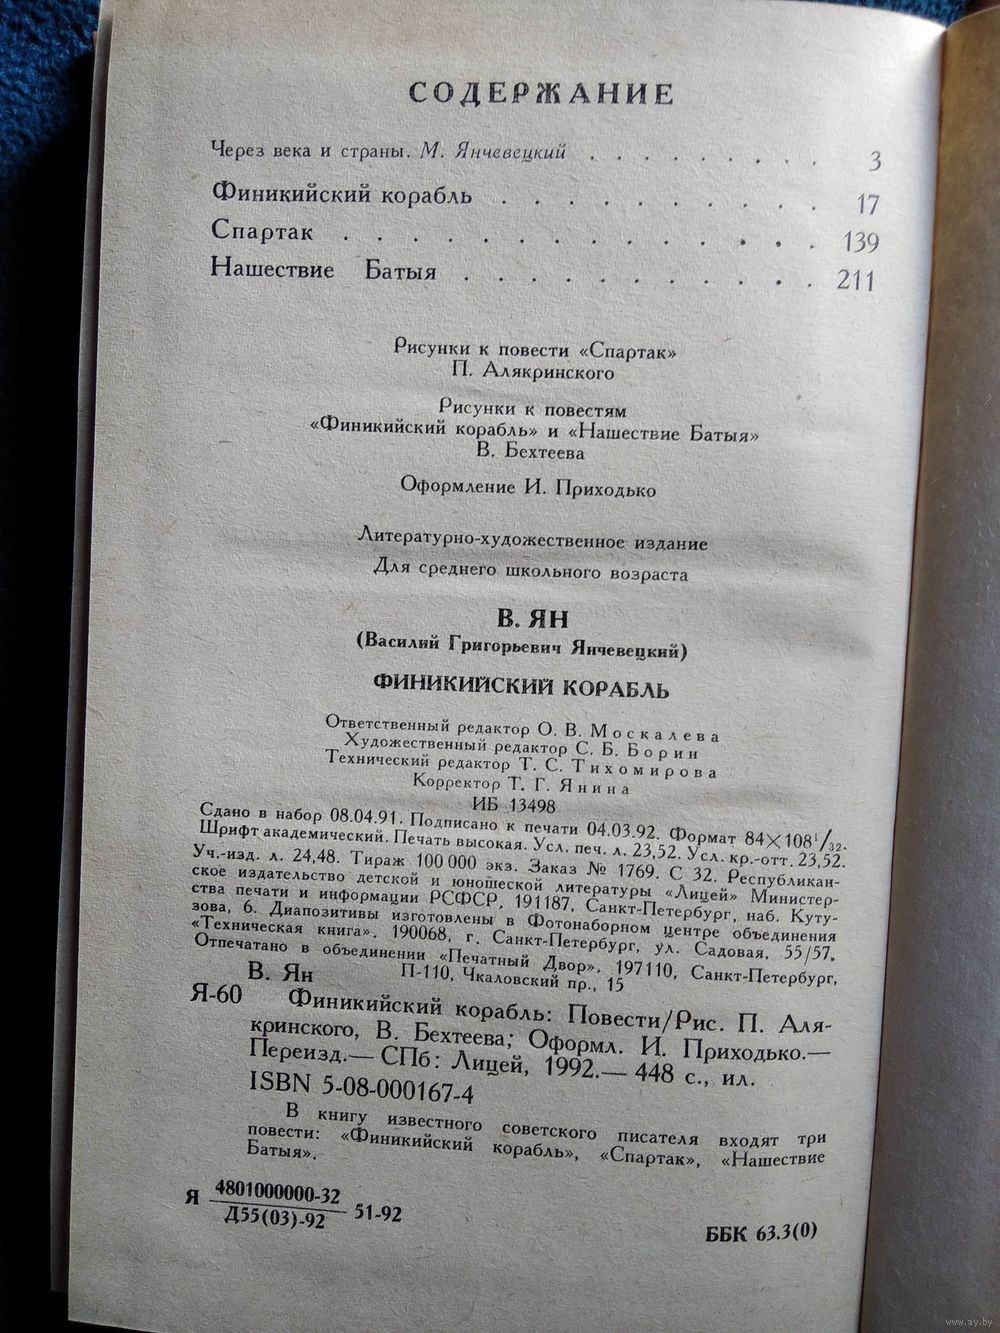 СОДЕРЖАНИЕ
Через века и страны. М. Янчевецкий . . . . . . . . . 3
Финикийский корабль . . . . . . . . . . 17
Спартак . . . . . . . . . . . . . . 139
Нашествие Батыя . . . . . . . . . . . 211
Рисунки к повести «Спартак»
П. Алякринского
Рисунки к повестям
«Финикийский корабль» и «Нашествие Батыя»
В. Бехтеева
Оформление И. Приходько
Литературно-художественное издание
Для среднего школьного возраста
В. ЯН
(Василий Григорьевич Янчевецкий)
ФИНИКИЙСКИЙ КОРАБЛЬ
Ответственный редактор О. В. Москалева
Художественный редактор С. Б. Борин
Технический редактор Т. С. Тихомирова
Корректор Т. Г. Янина
ИБ 13498
Сдано в набор 08.04.91. Подписано к печати 04.03.92. Формат 84×108¹/₃₂.
Шрифт академический. Печать высокая. Усл. печ. л. 23,52. Усл. кр.-отт. 23,52.
Уч.-изд. л. 24,48. Тираж 100 000 экз. Заказ № 1769. С 32. Республикан-
ское издательство детской и юношеской литературы «Лицей» Министер-
ства печати и информации РСФСР, 191187, Санкт-Петербург, наб. Куту-
зова, 6. Диапозитивы изготовлены в Фотонаборном центре объединения
«Техническая книга». 190068, г. Санкт-Петербург, ул. Садовая, 55/57.
Отпечатано в объединении «Печатный Двор». 197110, Санкт-Петербург,
П-110, Чкаловский пр., 15
В. Ян
Я-60 Финикийский корабль: Повести/Рис. П. Аля-
кринского, В. Бехтеева; Оформл. И. Приходько.—
Переизд.— СПб: Лицей, 1992.— 448 с., ил.
ISBN 5-08-000167-4
В книгу известного советского писателя входят три
повести: «Финикийский корабль», «Спартак», «Нашествие
Батыя».
Я 4801000000-32 51-92
Д55(03)-92
ББК 63.3(0)
www.ay.by